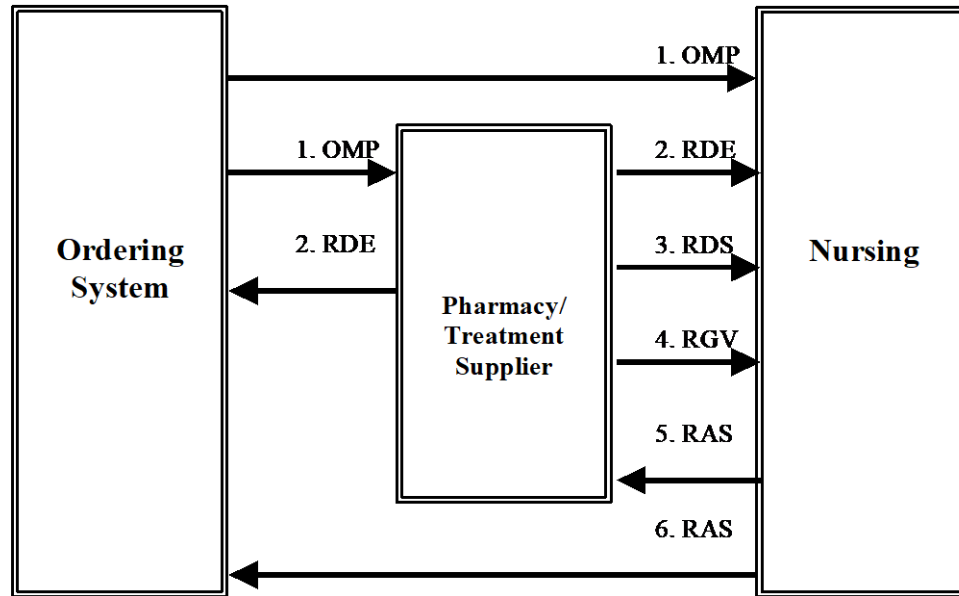 1. OMP
1. OMP
2. RDE
2. RDE
Ordering
System
3. RDS
Nursing
Pharmacy/
Treatment
Supplier
4. RGV
5. RAS
6. RAS